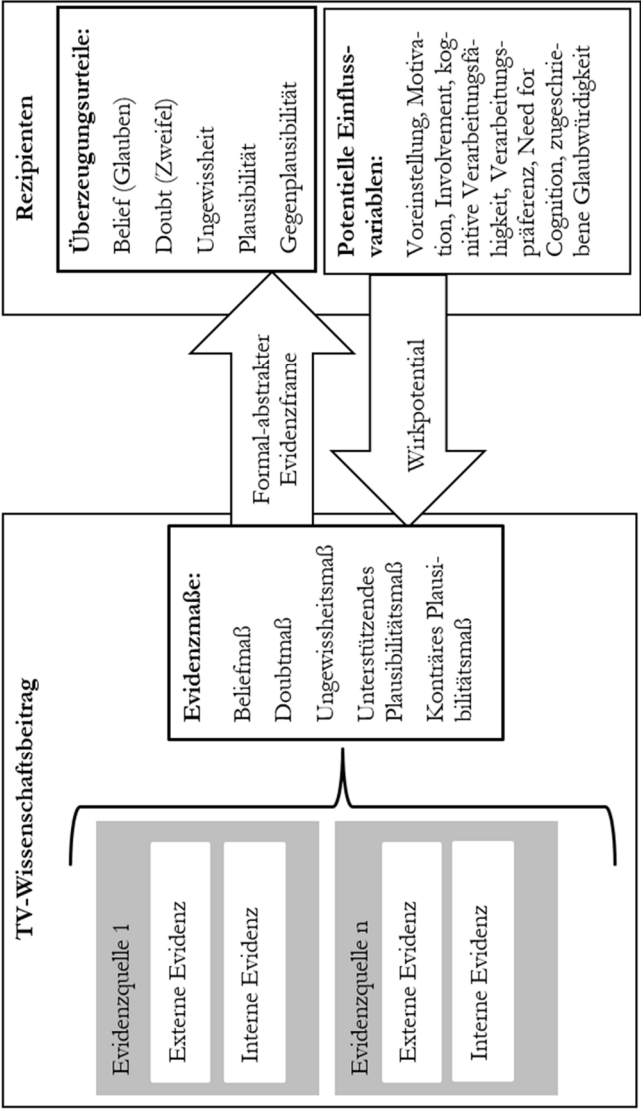 TV-Wissenschaftsbeitrag
Evidenzquelle 1
Externe Evidenz
Interne Evidenz
Evidenzquelle n
Externe Evidenz
Interne Evidenz
Evidenzmaße:
Beliefmaß
Doubtmaß
Ungewissheitsmaß
Unterstützendes
Plausibilitätsmaß
Konträres Plausi-
bilitätsmaß
Formal-abstrakter
Evidenzframe
Wirkpotential
Rezipienten
Überzeugungsurteile:
Belief (Glauben)
Doubt (Zweifel)
Ungewissheit
Plausibilität
Gegenplausibilität
Potentielle Einfluss-
variablen:
Voreinstellung, Motiva-
tion, Involvement, kog-
nitive Verarbeitungsfä-
higkeit, Verarbeitungs-
präferenz, Need for
Cognition, zugeschrie-
bene Glaubwürdigkeit